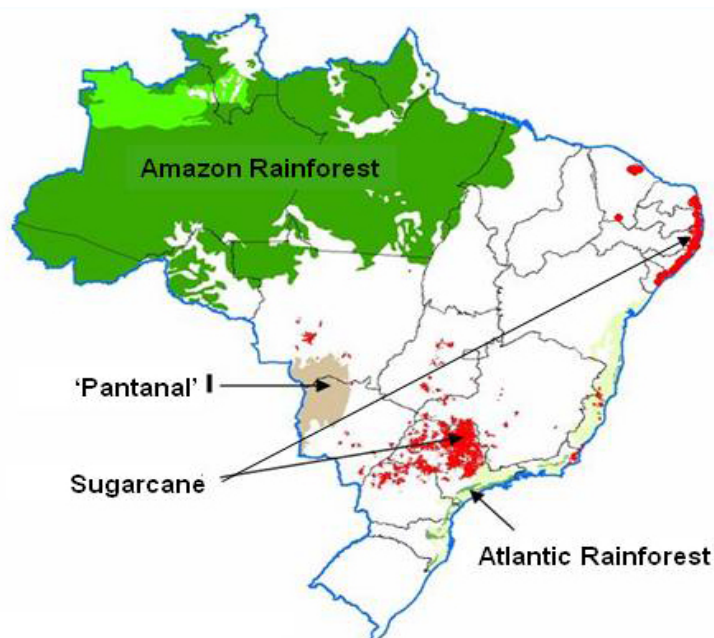 Amazon Rainforest
‘Pantanal’ I
Sugarcane
Atlantic Rainforest